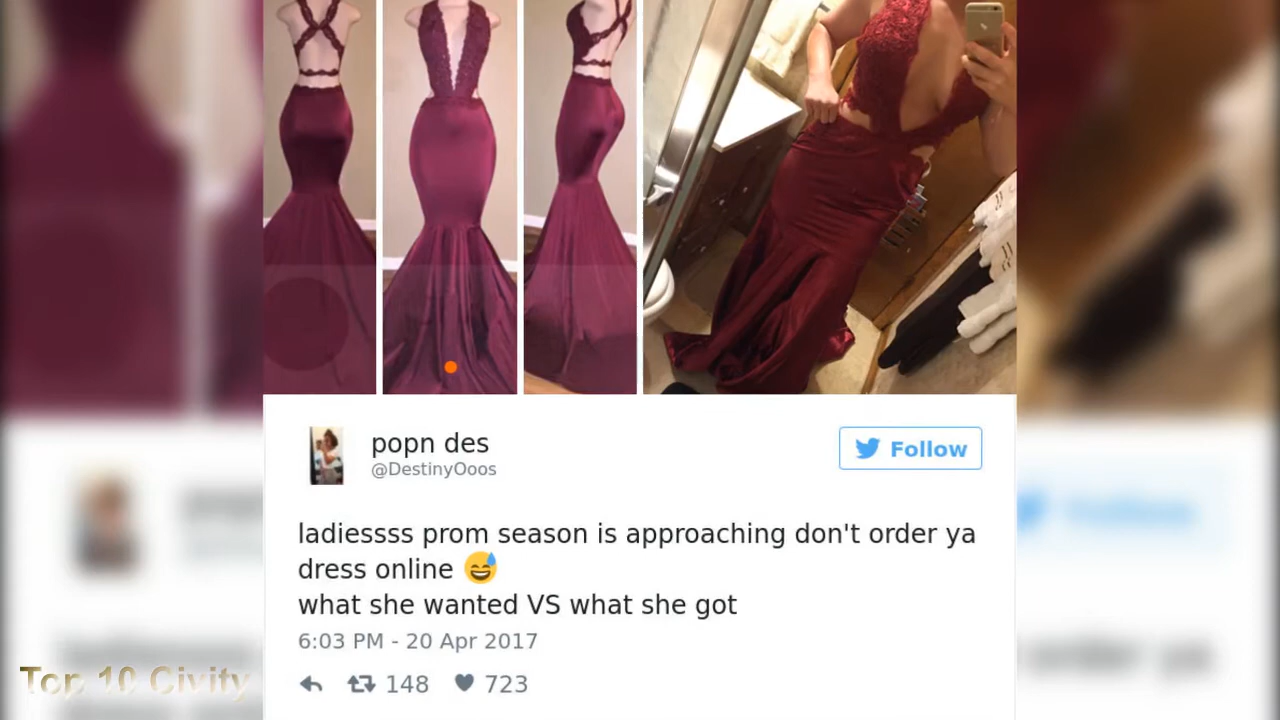 popn des
@DestinyOoos
Follow
ladiessss prom season is approaching don't order ya
dress online 😅
what she wanted VS what she got
6:03 PM - 20 Apr 2017
148 723
Top 10 Civity